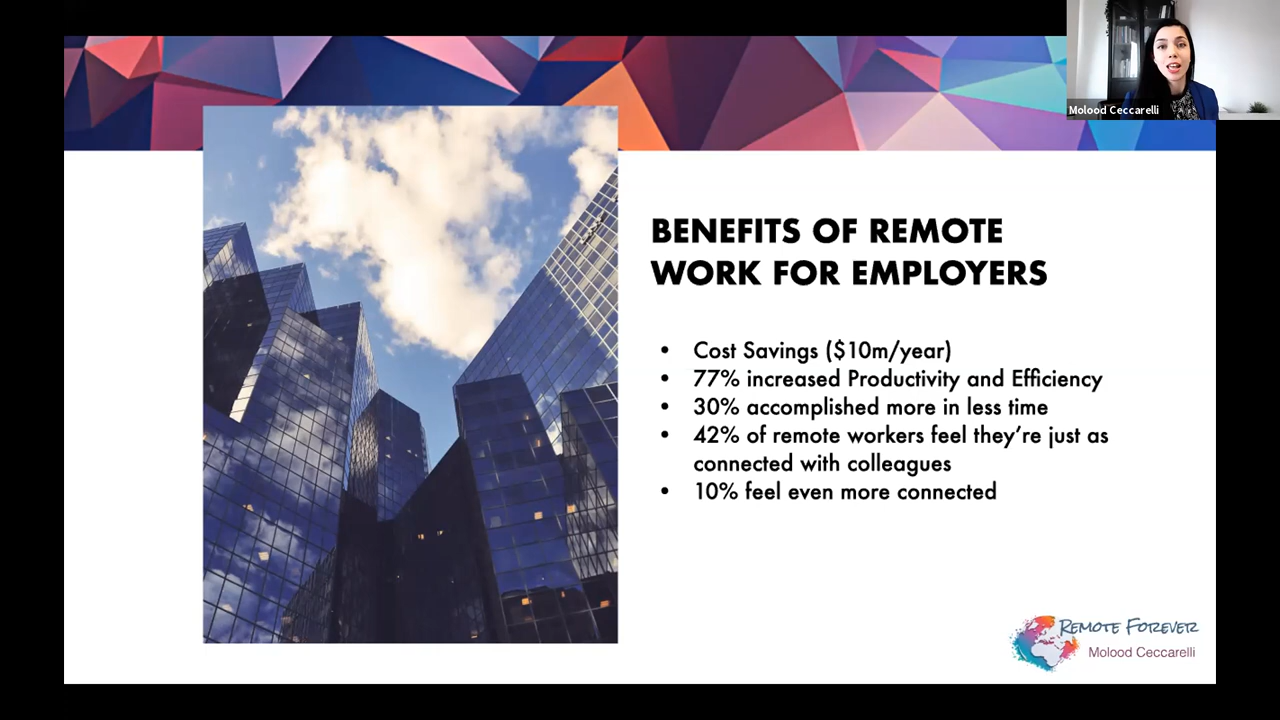 Molood Ceccarelli
BENEFITS OF REMOTE
WORK FOR EMPLOYERS
• Cost Savings ($10m/year)
• 77% increased Productivity and Efficiency
• 30% accomplished more in less time
• 42% of remote workers feel they’re just as
connected with colleagues
• 10% feel even more connected
REMOTE FOREVER
Molood Ceccarelli